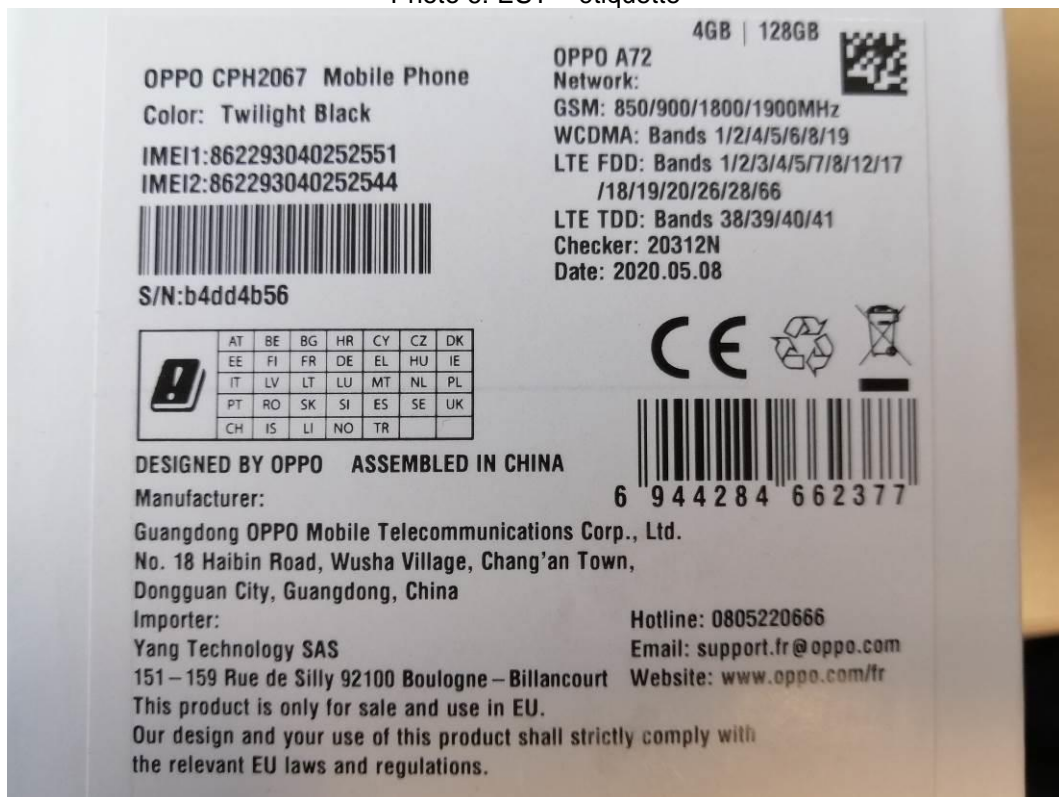 OPPO CPH2067 Mobile Phone
Color: Twilight Black
IMEI1:862293040252551
IMEI2:862293040252544
S/N:b4dd4b56
4GB | 128GB
OPPO A72
Network:
GSM: 850/900/1800/1900MHz
WCDMA: Bands 1/2/4/5/6/8/19
LTE FDD: Bands 1/2/3/4/5/7/8/12/17
/18/19/20/26/28/66
LTE TDD: Bands 38/39/40/41
Checker: 20312N
Date: 2020.05.08
AT BE BG HR CY CZ DK
EE FI FR DE EL HU IE
IT LV LT LU MT NL PL
PT RO SK SI ES SE UK
CH IS LI NO TR
CE
6 944284 662377
DESIGNED BY OPPO ASSEMBLED IN CHINA
Manufacturer:
Guangdong OPPO Mobile Telecommunications Corp., Ltd.
No. 18 Haibin Road, Wusha Village, Chang'an Town,
Dongguan City, Guangdong, China
Importer:
Yang Technology SAS
151–159 Rue de Silly 92100 Boulogne–Billancourt
Hotline: 0805220666
Email: support.fr@oppo.com
Website: www.oppo.com/fr
This product is only for sale and use in EU.
Our design and your use of this product shall strictly comply with
the relevant EU laws and regulations.